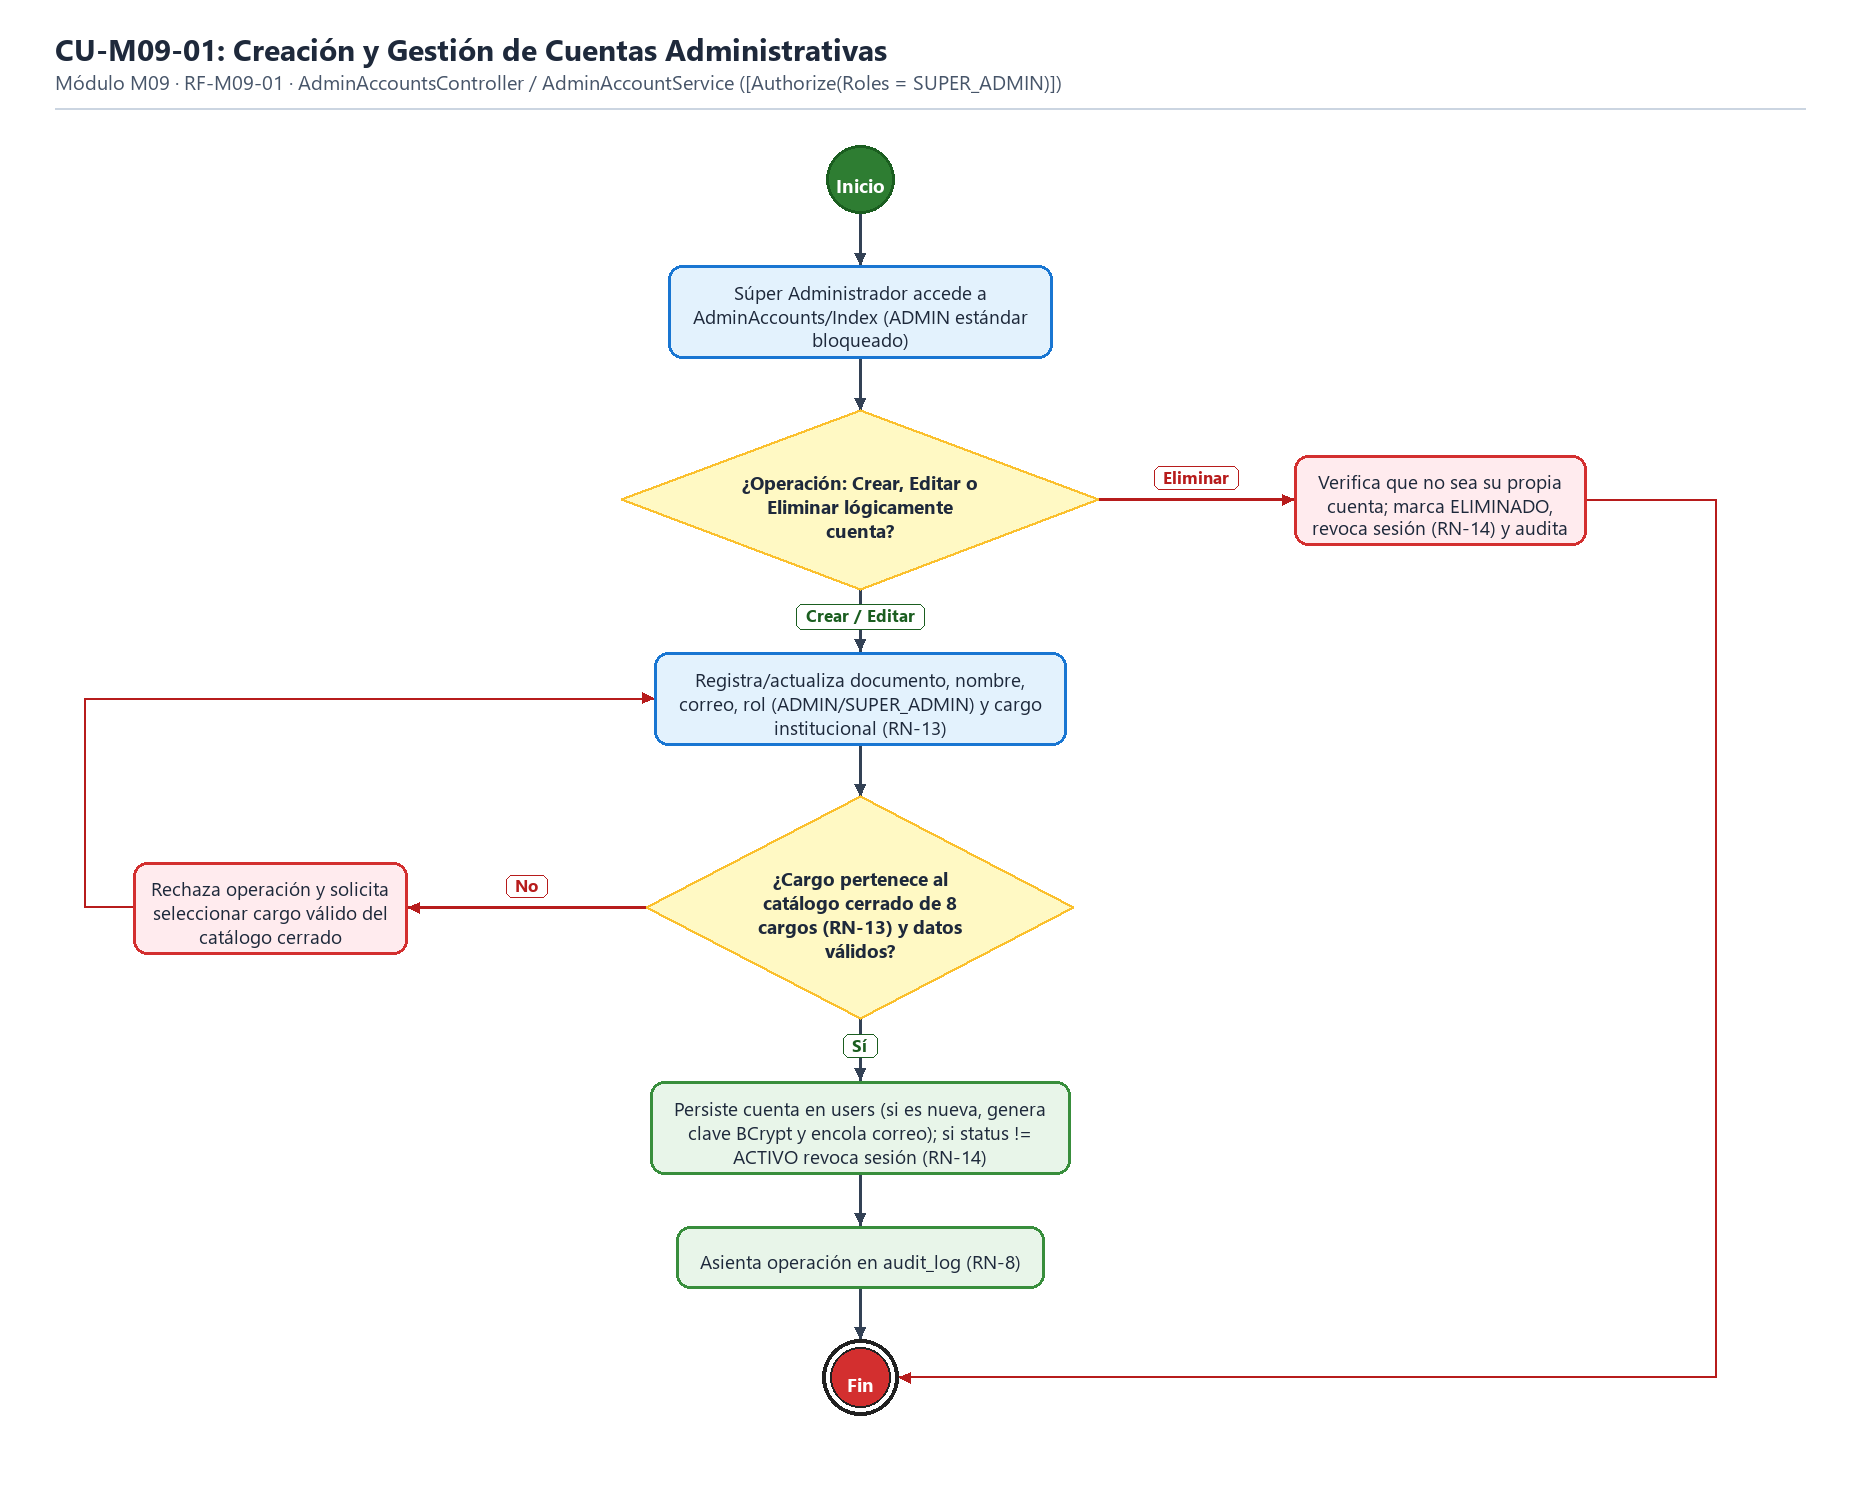 CU-M09-01: Creación y Gestión de Cuentas Administrativas
Módulo M09 · RF-M09-01 · AdminAccountsController / AdminAccountService ([Authorize(Roles = SUPER_ADMIN)])
Inicio
Súper Administrador accede a
AdminAccounts/Index (ADMIN estándar
bloqueado)
¿Operación: Crear, Editar o
Eliminar lógicamente
cuenta?
Eliminar
Verifica que no sea su propia
cuenta; marca ELIMINADO,
revoca sesión (RN-14) y audita
Crear / Editar
Registra/actualiza documento, nombre,
correo, rol (ADMIN/SUPER_ADMIN) y cargo
institucional (RN-13)
¿Cargo pertenece al
catálogo cerrado de 8
cargos (RN-13) y datos
válidos?
No
Rechaza operación y solicita
seleccionar cargo válido del
catálogo cerrado
Sí
Persiste cuenta en users (si es nueva, genera
clave BCrypt y encola correo); si status !=
ACTIVO revoca sesión (RN-14)
Asienta operación en audit_log (RN-8)
Fin